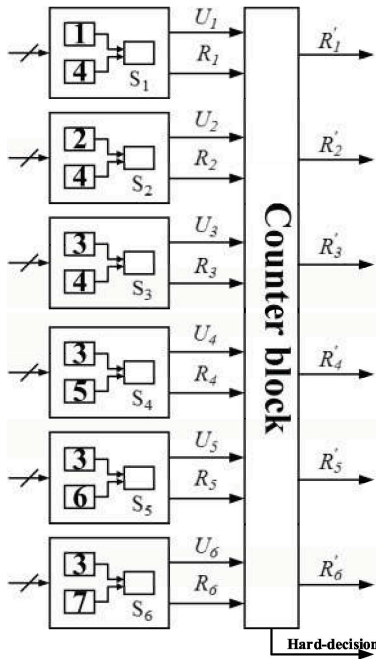 1
4
S1
U1
R1
R'1
2
4
S2
U2
R2
R'2
3
4
S3
U3
R3
R'3
3
5
S4
U4
R4
R'4
3
6
S5
U5
R5
R'5
3
7
S6
U6
R6
R'6
Counter block
Hard-decision